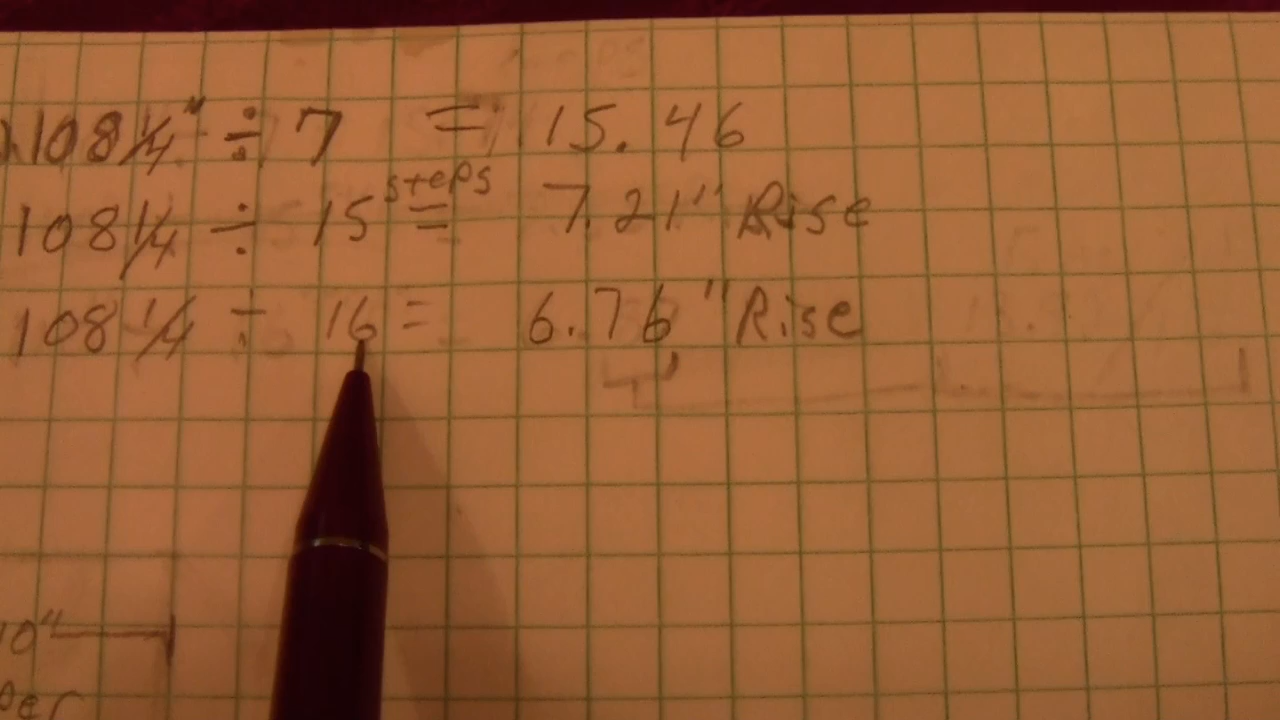 108 1/4" ÷ 7 = 15.46
108 1/4 ÷ 15 steps = 7.21" Rise
108 1/4 ÷ 16 = 6.76" Rise
10"